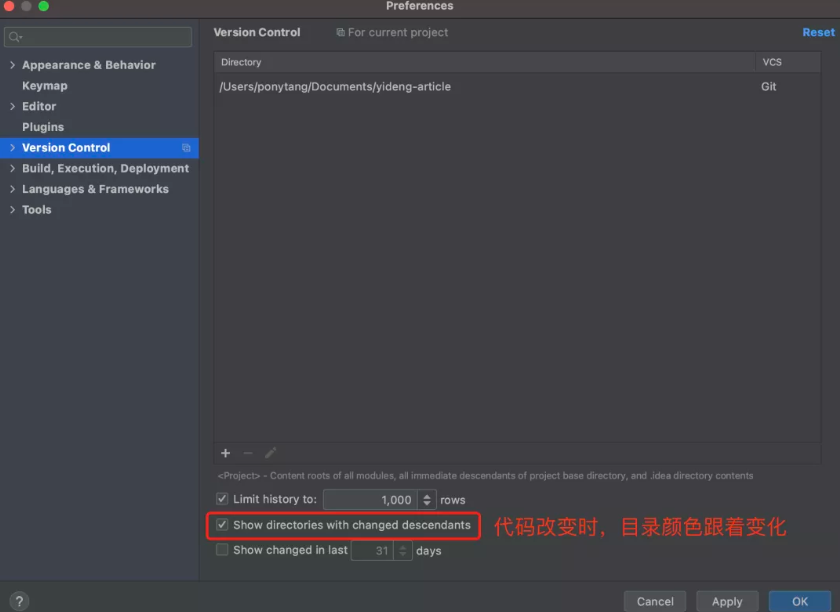 Preferences
Version Control
For current project
Reset
Appearance & Behavior
Keymap
Editor
Plugins
Version Control
Build, Execution, Deployment
Languages & Frameworks
Tools
Directory
VCS
/Users/ponytang/Documents/yideng-article
Git
<Project> - Content roots of all modules, all immediate descendants of project base directory, and .idea directory contents
Limit history to: 1,000 rows
Show directories with changed descendants
代码改变时，目录颜色跟着变化
Show changed in last 31 days
?
Cancel
Apply
OK